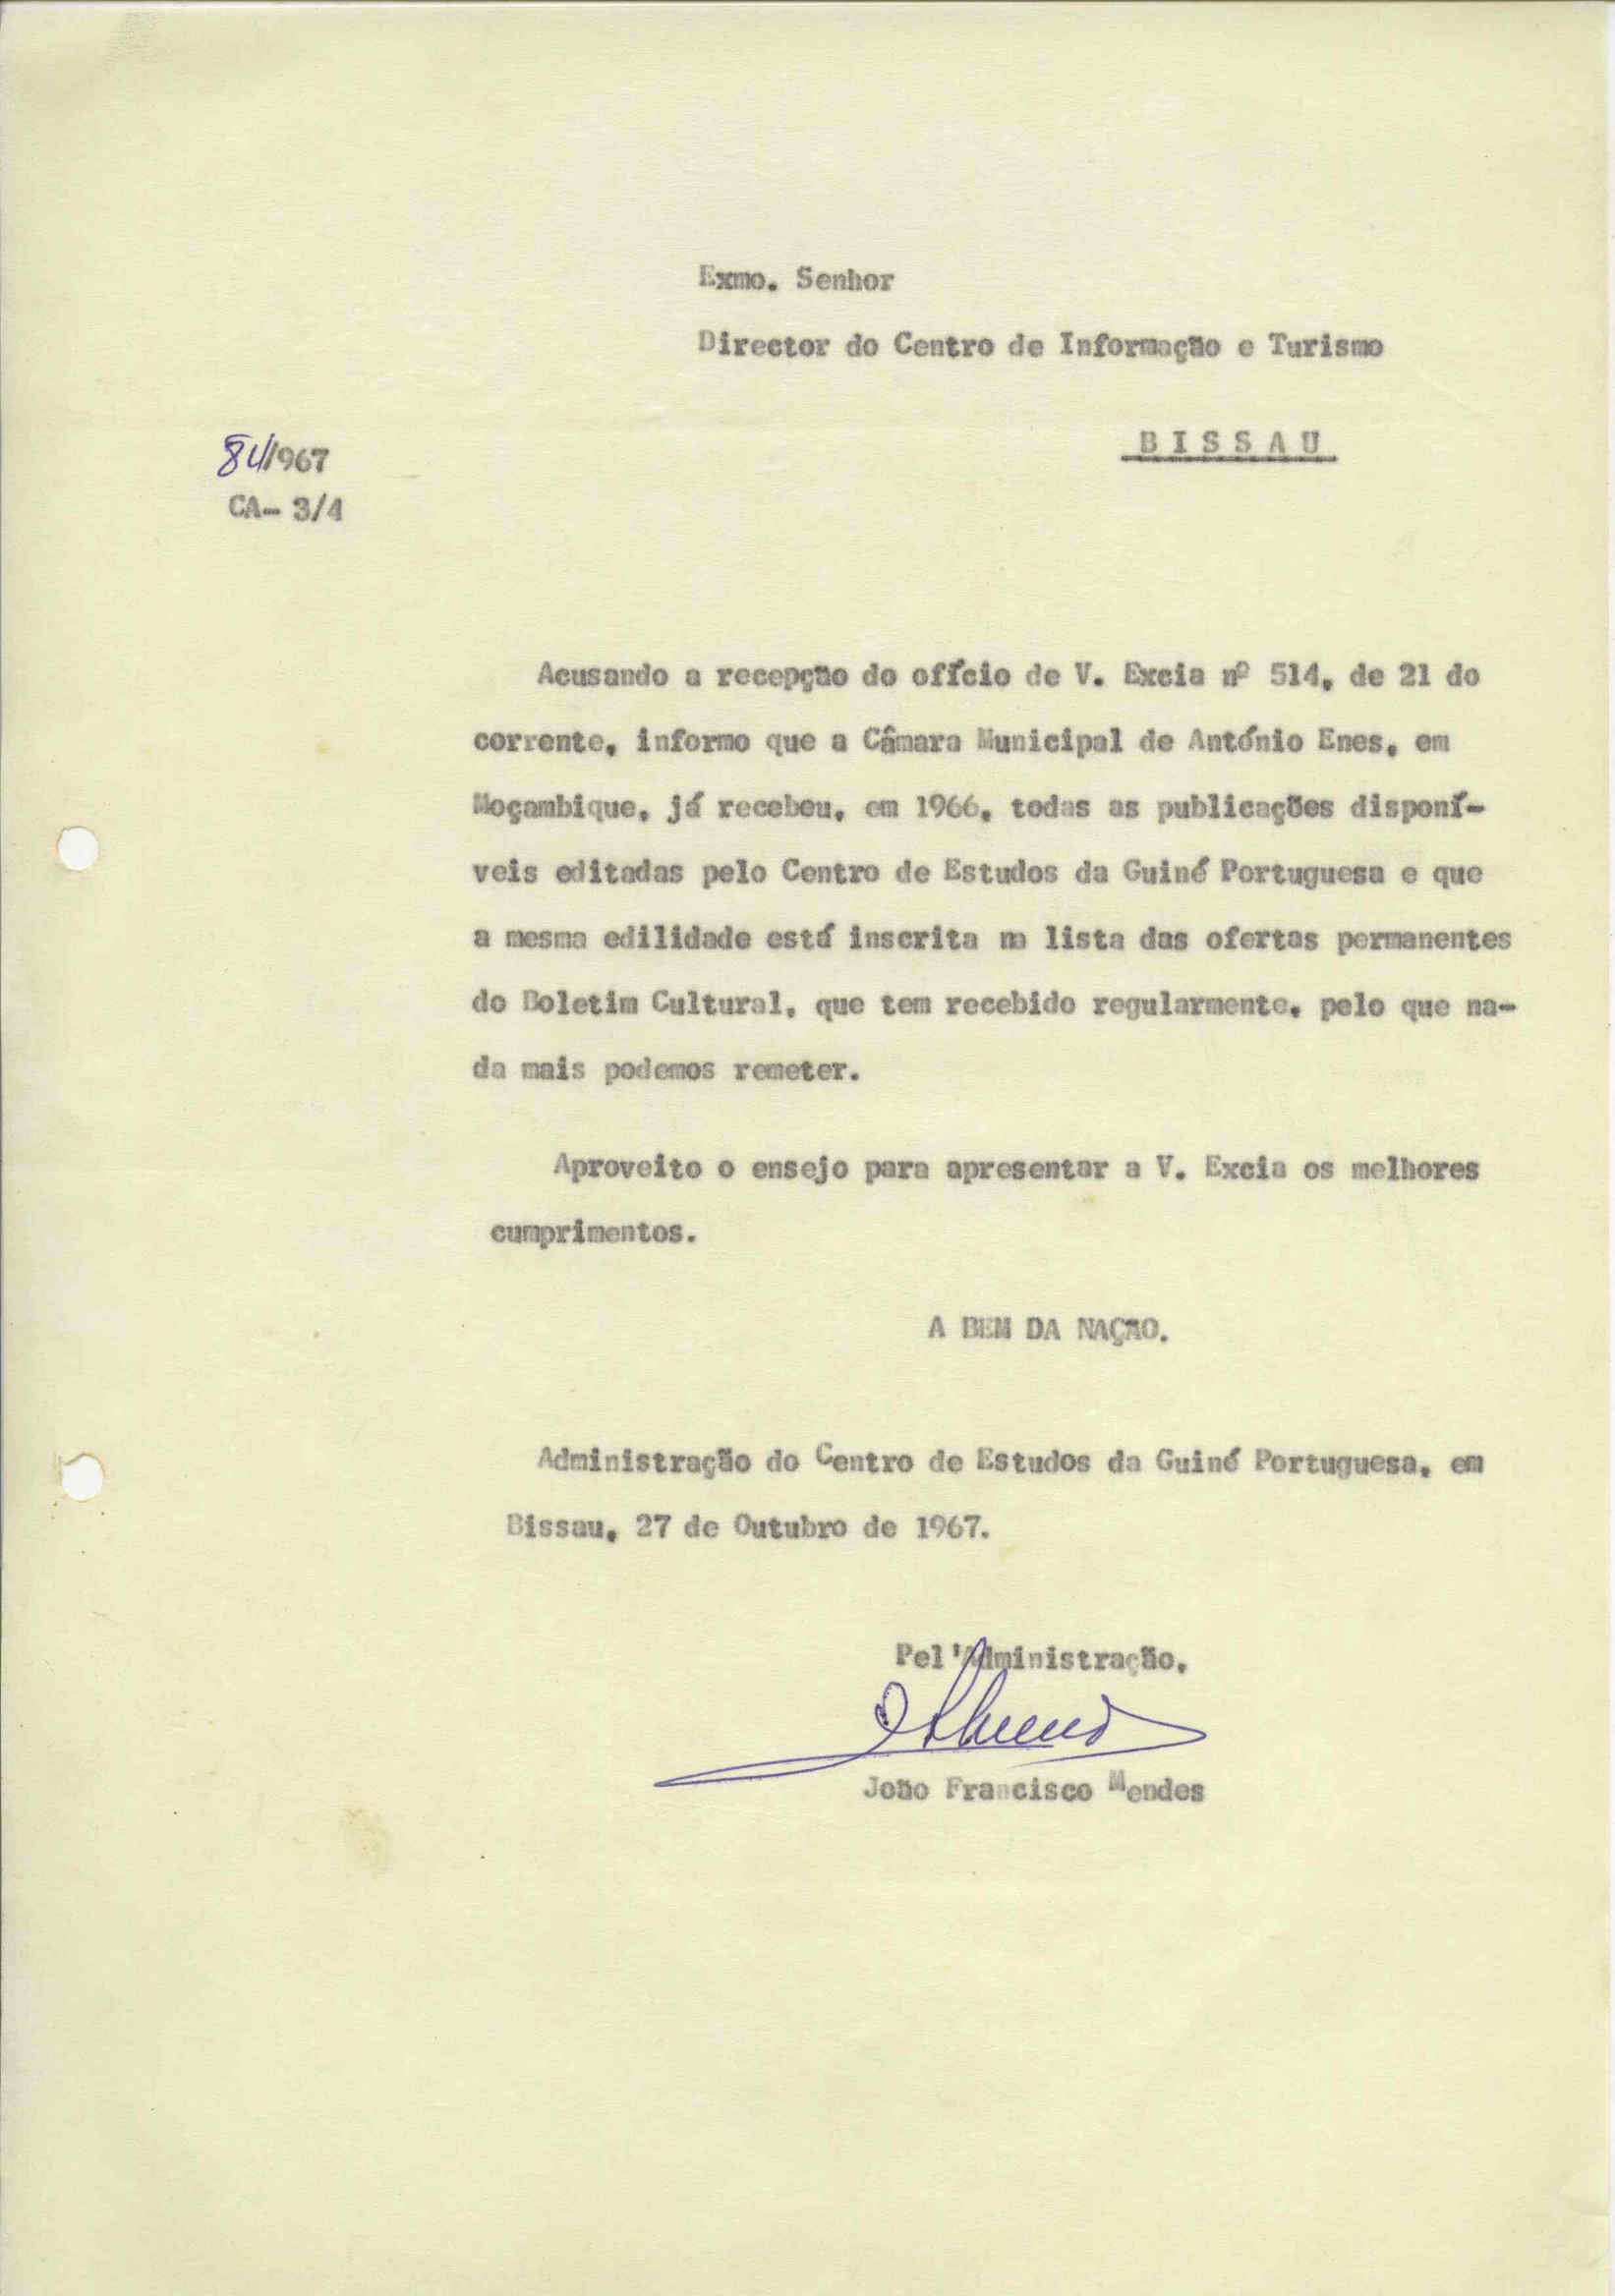 Exmo. Senhor
Director do Centro de Informação e Turismo
B I S S A U
84/967
CA- 3/4
Acusando a recepção do ofício de V. Excia nº 514, de 21 do
corrente, informo que a Câmara Municipal de António Enes, em
Moçambique, já recebeu, em 1966, todas as publicações disponí-
veis editadas pelo Centro de Estudos da Guiné Portuguesa e que
a mesma edilidade está inscrita na lista das ofertas permanentes
do Boletim Cultural, que tem recebido regularmente, pelo que na-
da mais podemos remeter.
Aproveito o ensejo para apresentar a V. Excia os melhores
cumprimentos.
A BEM DA NAÇÃO.
Administração do Centro de Estudos da Guiné Portuguesa, em
Bissau, 27 de Outubro de 1967.
Pel'Administração,
João Francisco Mendes